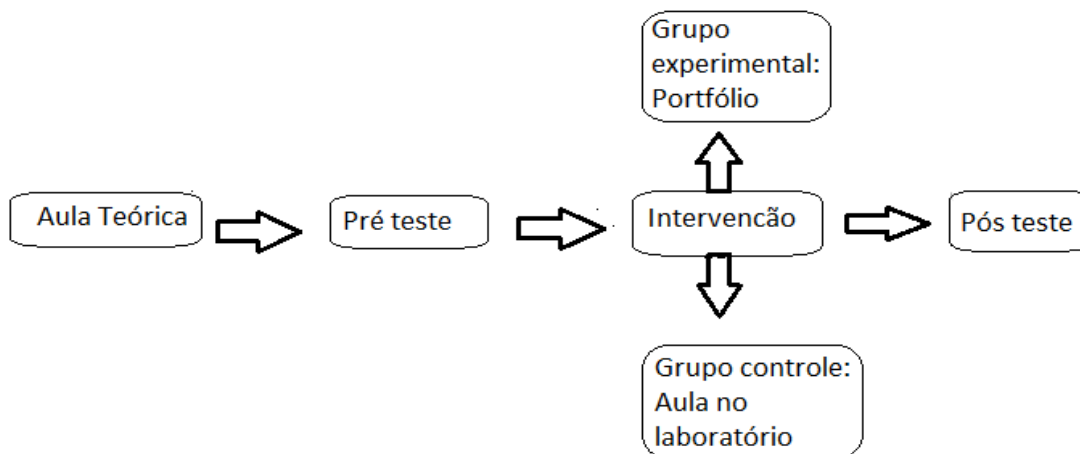 Grupo
experimental:
Portfólio
Aula Teórica
Pré teste
Intervencão
Pós teste
Grupo controle:
Aula no
laboratório